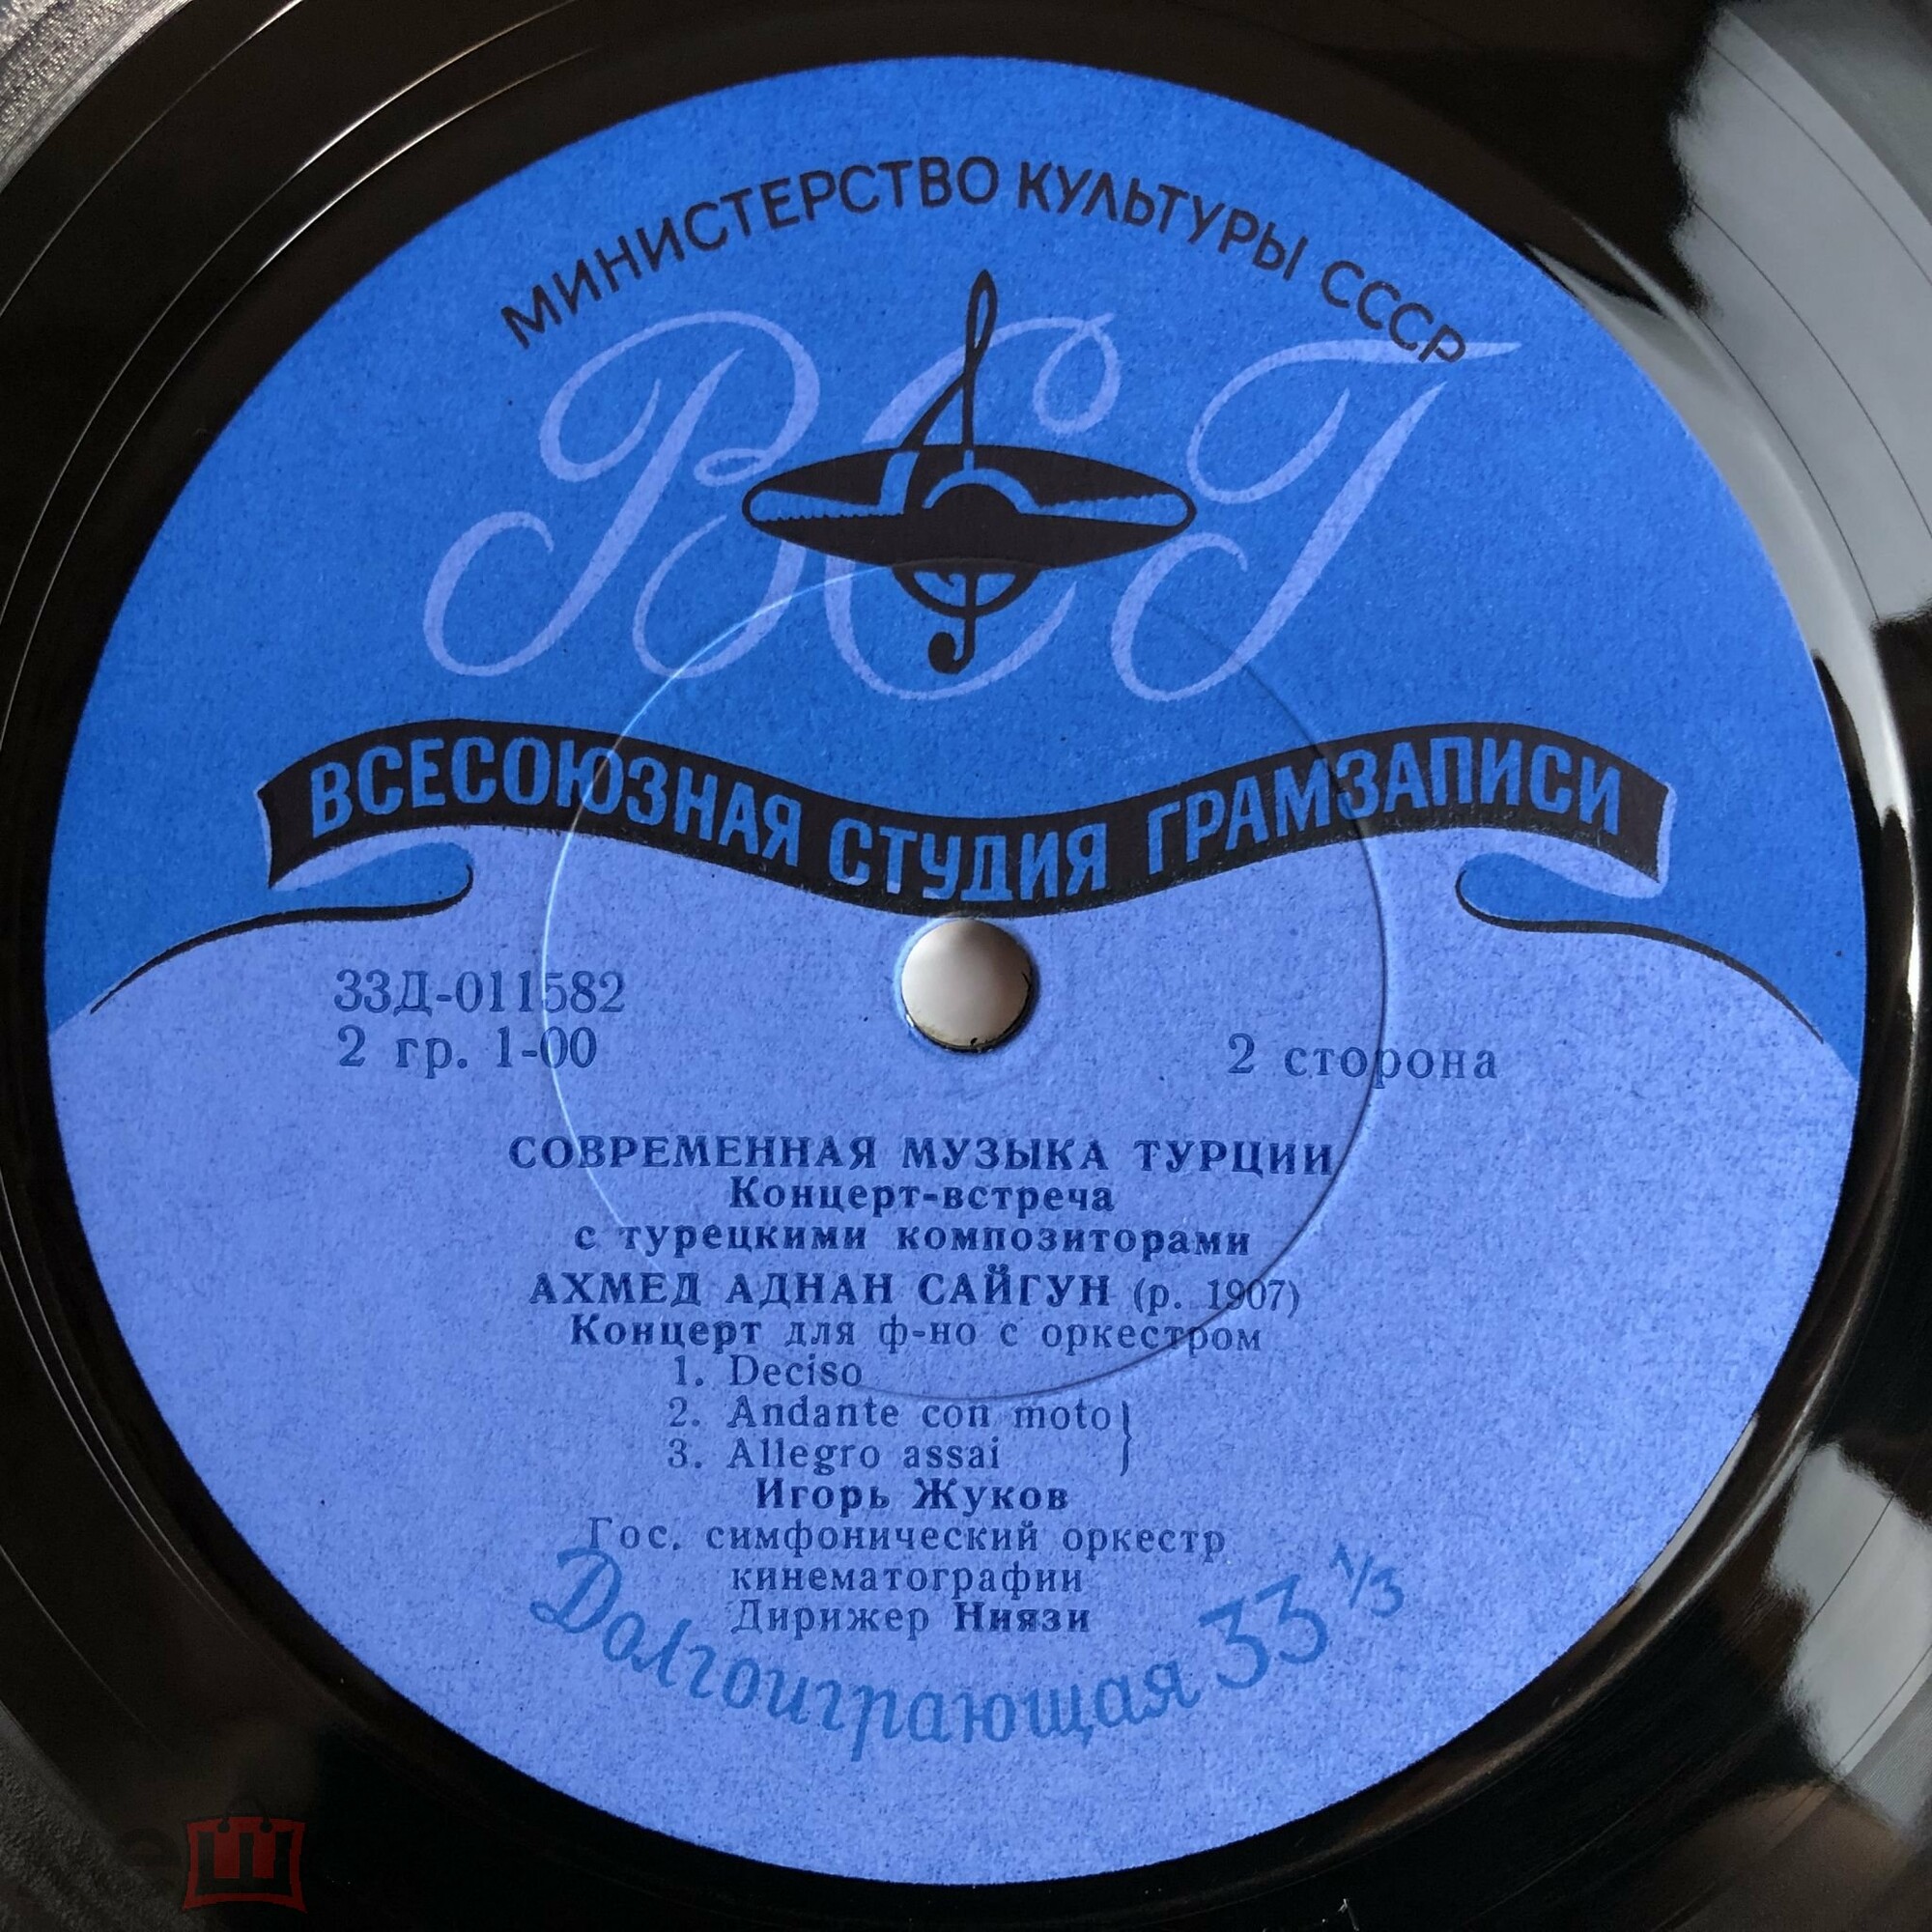 МИНИСТЕРСТВО КУЛЬТУРЫ СССР
ВСГ
ВСЕСОЮЗНАЯ СТУДИЯ ГРАМЗАПИСИ
33Д-011582
2 гр. 1-00
2 сторона
СОВРЕМЕННАЯ МУЗЫКА ТУРЦИИ
Концерт-встреча
с турецкими композиторами
АХМЕД АДНАН САЙГУН (р. 1907)
Концерт для ф-но с оркестром
1. Deciso
2. Andante con moto
3. Allegro assai
Игорь Жуков
Гос. симфонический оркестр
кинематографии
Дирижер Ниязи
Долгоиграющая 33 1/3